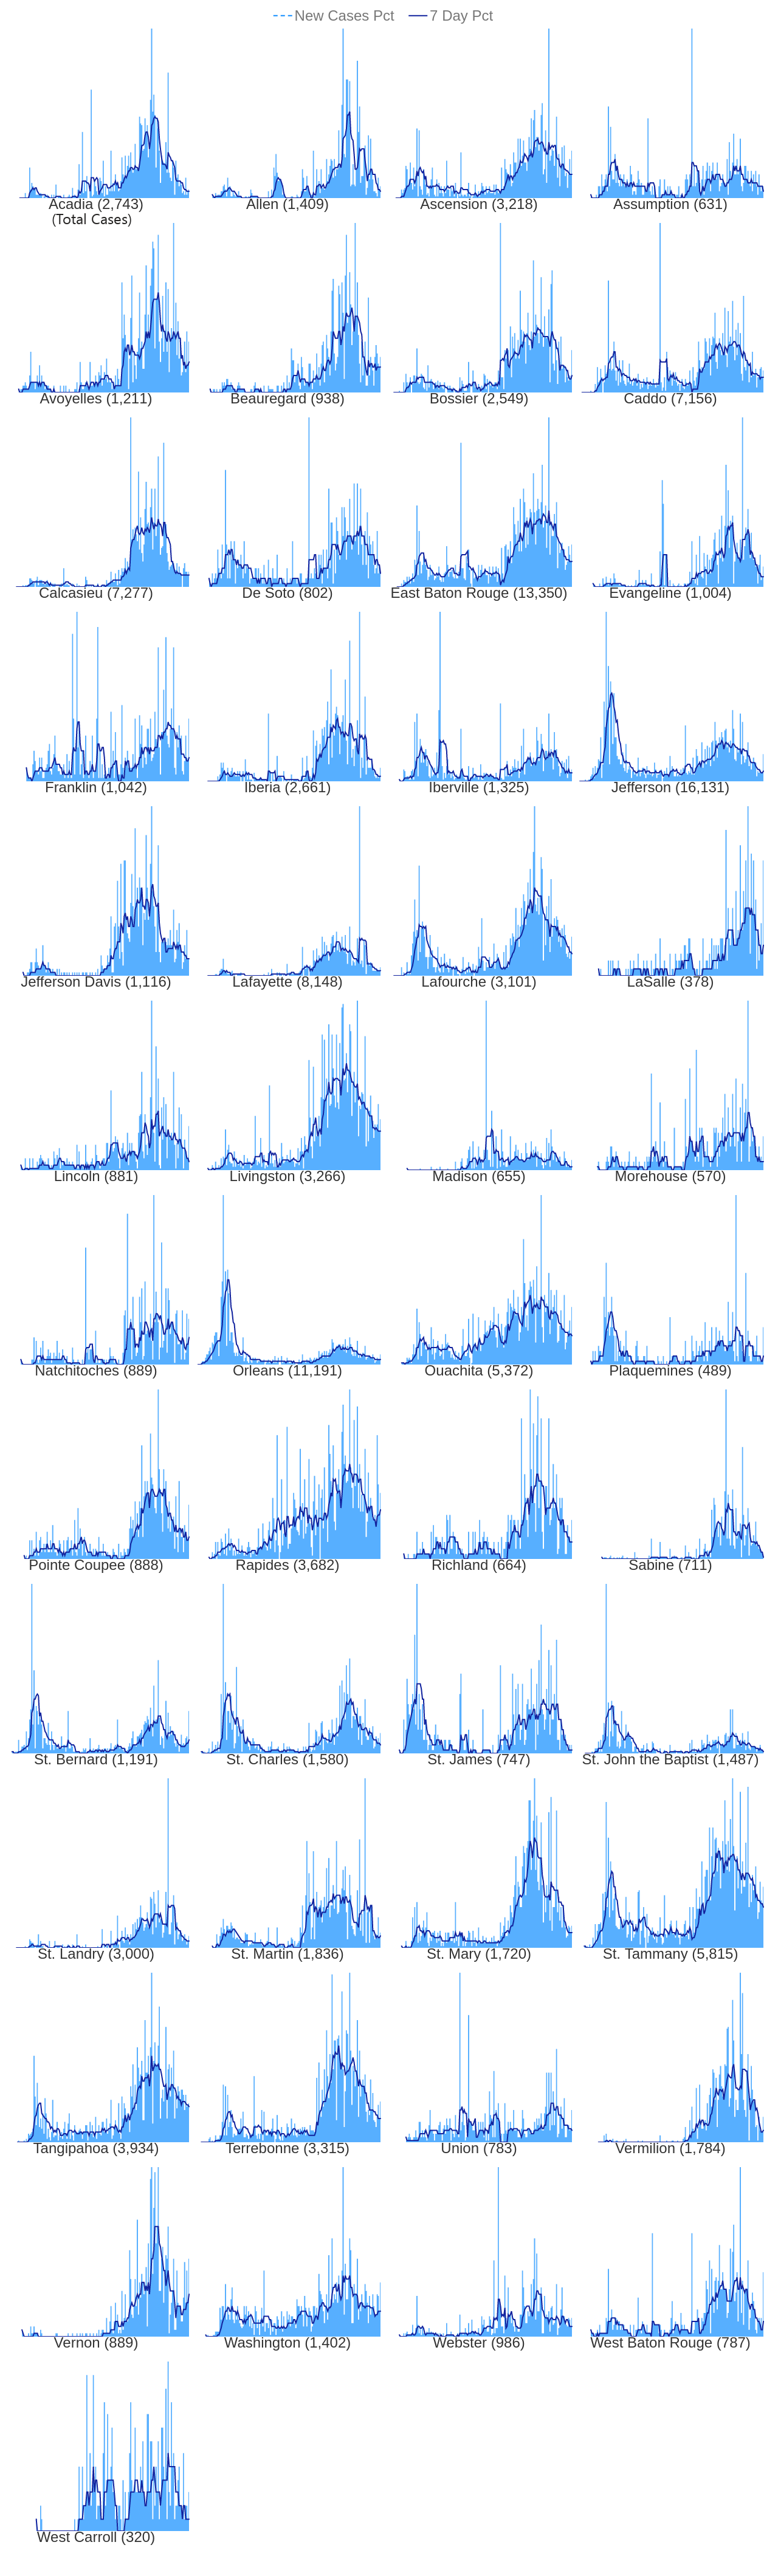 New Cases Pct 7 Day Pct
Acadia (2,743) Allen (1,409) Ascension (3,218) Assumption (631)
(Total Cases)
Avoyelles (1,211) Beauregard (938) Bossier (2,549) Caddo (7,156)
Calcasieu (7,277) De Soto (802) East Baton Rouge (13,350) Evangeline (1,004)
Franklin (1,042) Iberia (2,661) Iberville (1,325) Jefferson (16,131)
Jefferson Davis (1,116) Lafayette (8,148) Lafourche (3,101) LaSalle (378)
Lincoln (881) Livingston (3,266) Madison (655) Morehouse (570)
Natchitoches (889) Orleans (11,191) Ouachita (5,372) Plaquemines (489)
Pointe Coupee (888) Rapides (3,682) Richland (664) Sabine (711)
St. Bernard (1,191) St. Charles (1,580) St. James (747) St. John the Baptist (1,487)
St. Landry (3,000) St. Martin (1,836) St. Mary (1,720) St. Tammany (5,815)
Tangipahoa (3,934) Terrebonne (3,315) Union (783) Vermilion (1,784)
Vernon (889) Washington (1,402) Webster (986) West Baton Rouge (787)
West Carroll (320)